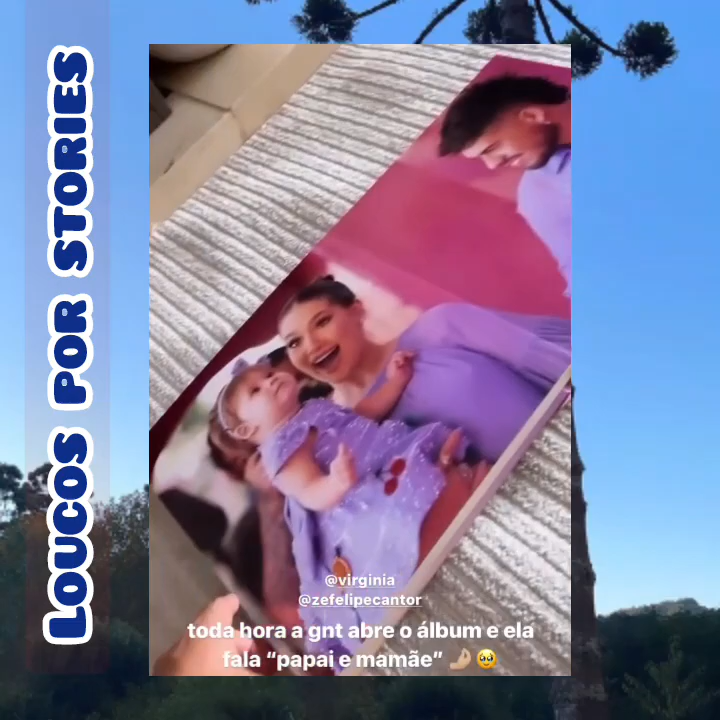 LOUCOS POR STORIES
@virginia
@zefelipecantor
toda hora a gnt abre o álbum e ela
fala “papai e mamãe” 🤌🏼🥹